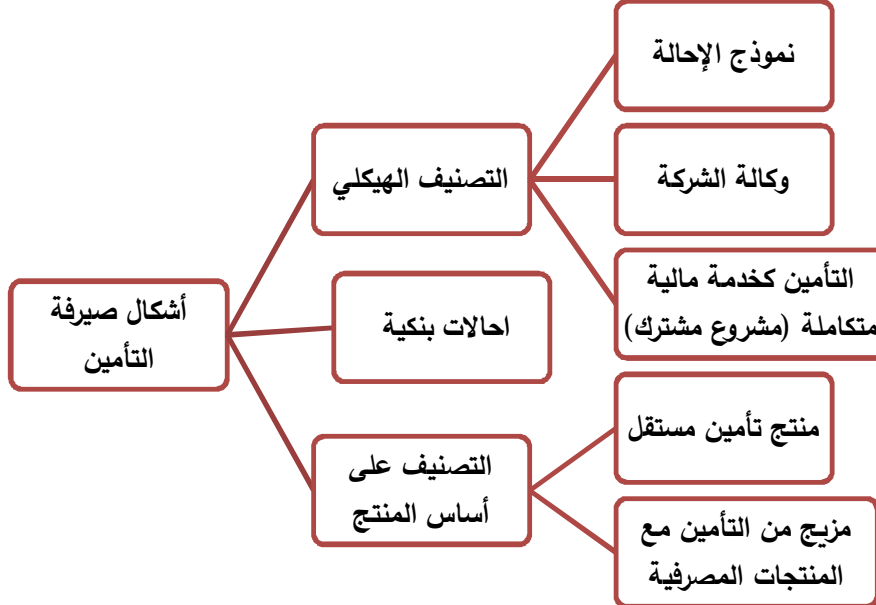 أشكال صيرفة
التأمين
التصنيف الهيكلي
نموذج الإحالة
وكالة الشركة
التأمين كخدمة مالية
متكاملة (مشروع مشترك)
احالات بنكية
التصنيف على
أساس المنتج
منتج تأمين مستقل
مزيج من التأمين مع
المنتجات المصرفية